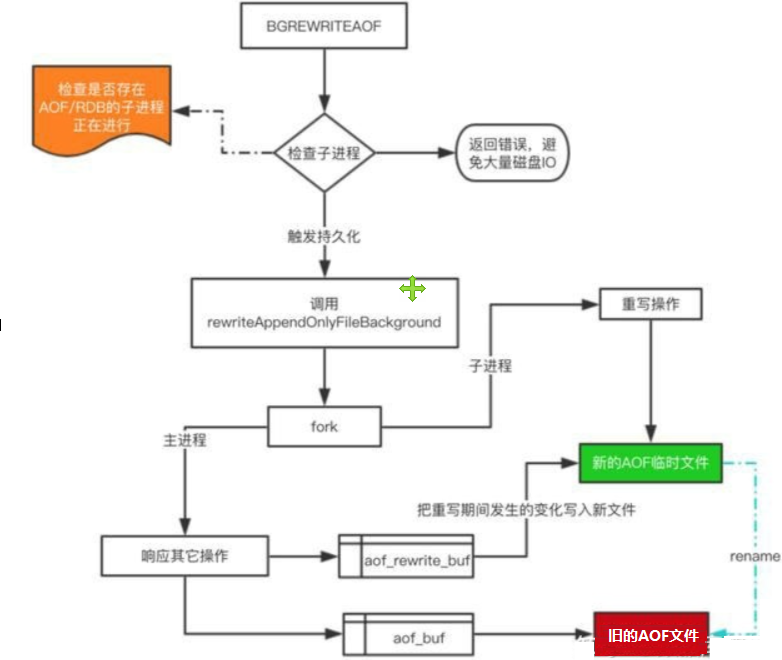 BGREWRITEAOF
检查是否存在
AOF/RDB的子进程
正在进行
检查子进程
返回错误，避
免大量磁盘IO
触发持久化
调用
rewriteAppendOnlyFileBackground
重写操作
子进程
fork
主进程
新的AOF临时文件
把重写期间发生的变化写入新文件
响应其它操作
aof_rewrite_buf
rename
aof_buf
旧的AOF文件